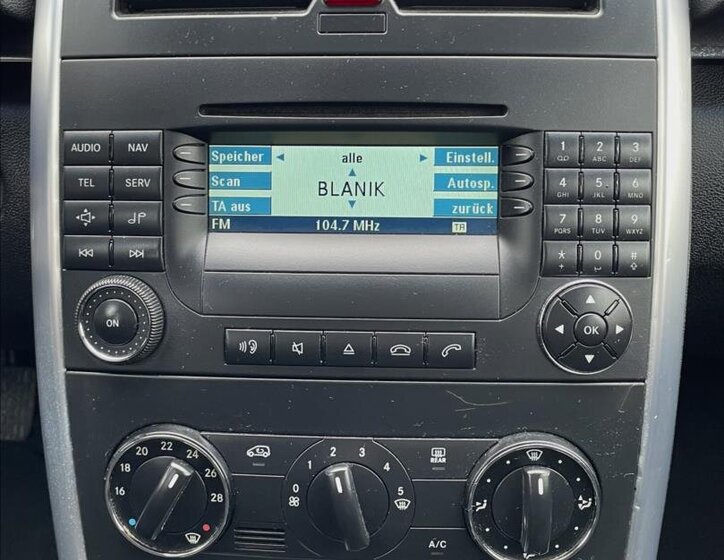 AUDIO NAV
TEL SERV
ON
Speicher alle Einstell.
Scan BLANIK Autosp.
TA aus zurück
FM 104.7 MHz TA
1 2 ABC 3 DEF
4 GHI 5 JKL 6 MNO
7 PQRS 8 TUV 9 WXYZ
* + 0 #
OK
16 18 20 22 24 26 28
0 1 2 3 4 5
REAR
A/C